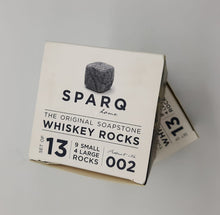 SPARQ
home
THE ORIGINAL SOAPSTONE
WHISKEY ROCKS
SET OF
13
9 SMALL
4 LARGE
ROCKS
002
13